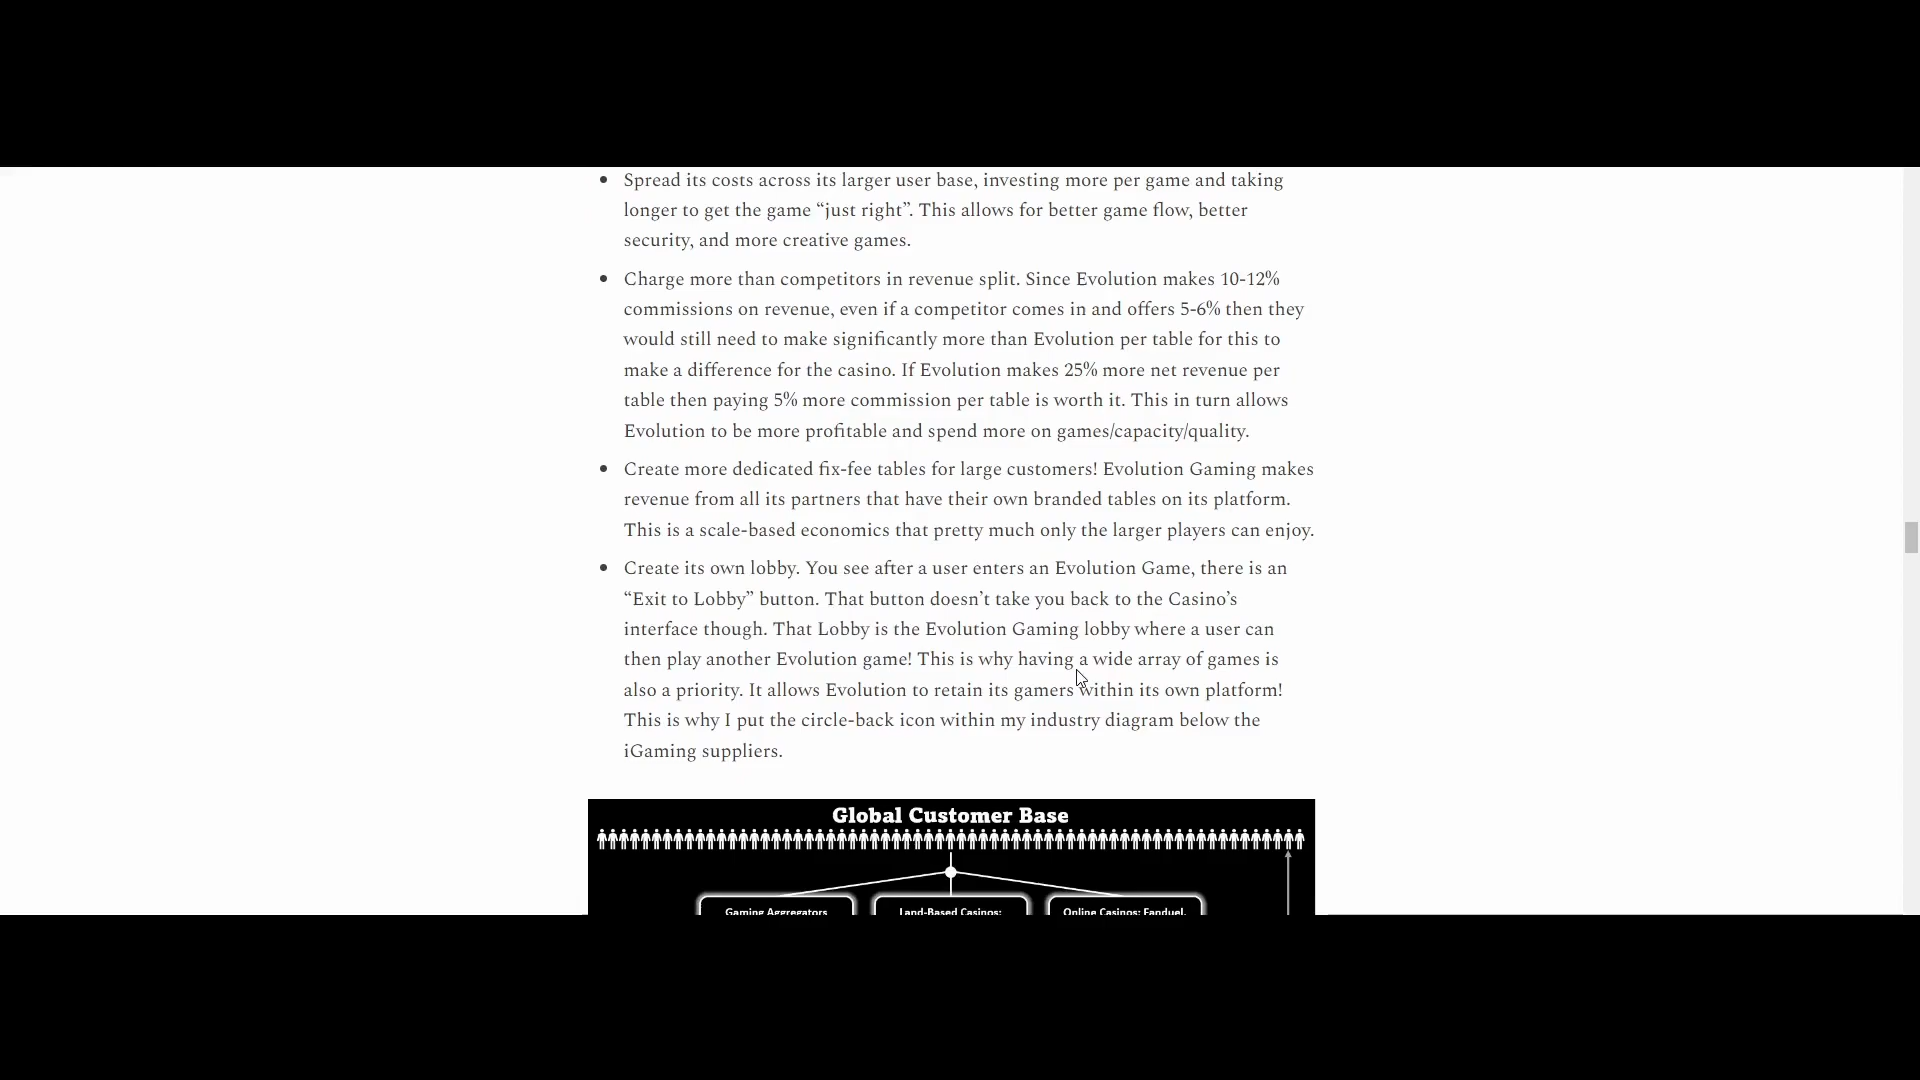 Spread its costs across its larger user base, investing more per game and taking
longer to get the game “just right”. This allows for better game flow, better
security, and more creative games.
Charge more than competitors in revenue split. Since Evolution makes 10-12%
commissions on revenue, even if a competitor comes in and offers 5-6% then they
would still need to make significantly more than Evolution per table for this to
make a difference for the casino. If Evolution makes 25% more net revenue per
table then paying 5% more commission per table is worth it. This in turn allows
Evolution to be more profitable and spend more on games/capacity/quality.
Create more dedicated fix-fee tables for large customers! Evolution Gaming makes
revenue from all its partners that have their own branded tables on its platform.
This is a scale-based economics that pretty much only the larger players can enjoy.
Create its own lobby. You see after a user enters an Evolution Game, there is an
“Exit to Lobby” button. That button doesn’t take you back to the Casino’s
interface though. That Lobby is the Evolution Gaming lobby where a user can
then play another Evolution game! This is why having a wide array of games is
also a priority. It allows Evolution to retain its gamers within its own platform!
This is why I put the circle-back icon within my industry diagram below the
iGaming suppliers.
Global Customer Base
Gaming Aggregators
Land-Based Casinos:
Online Casinos: Fanduel,